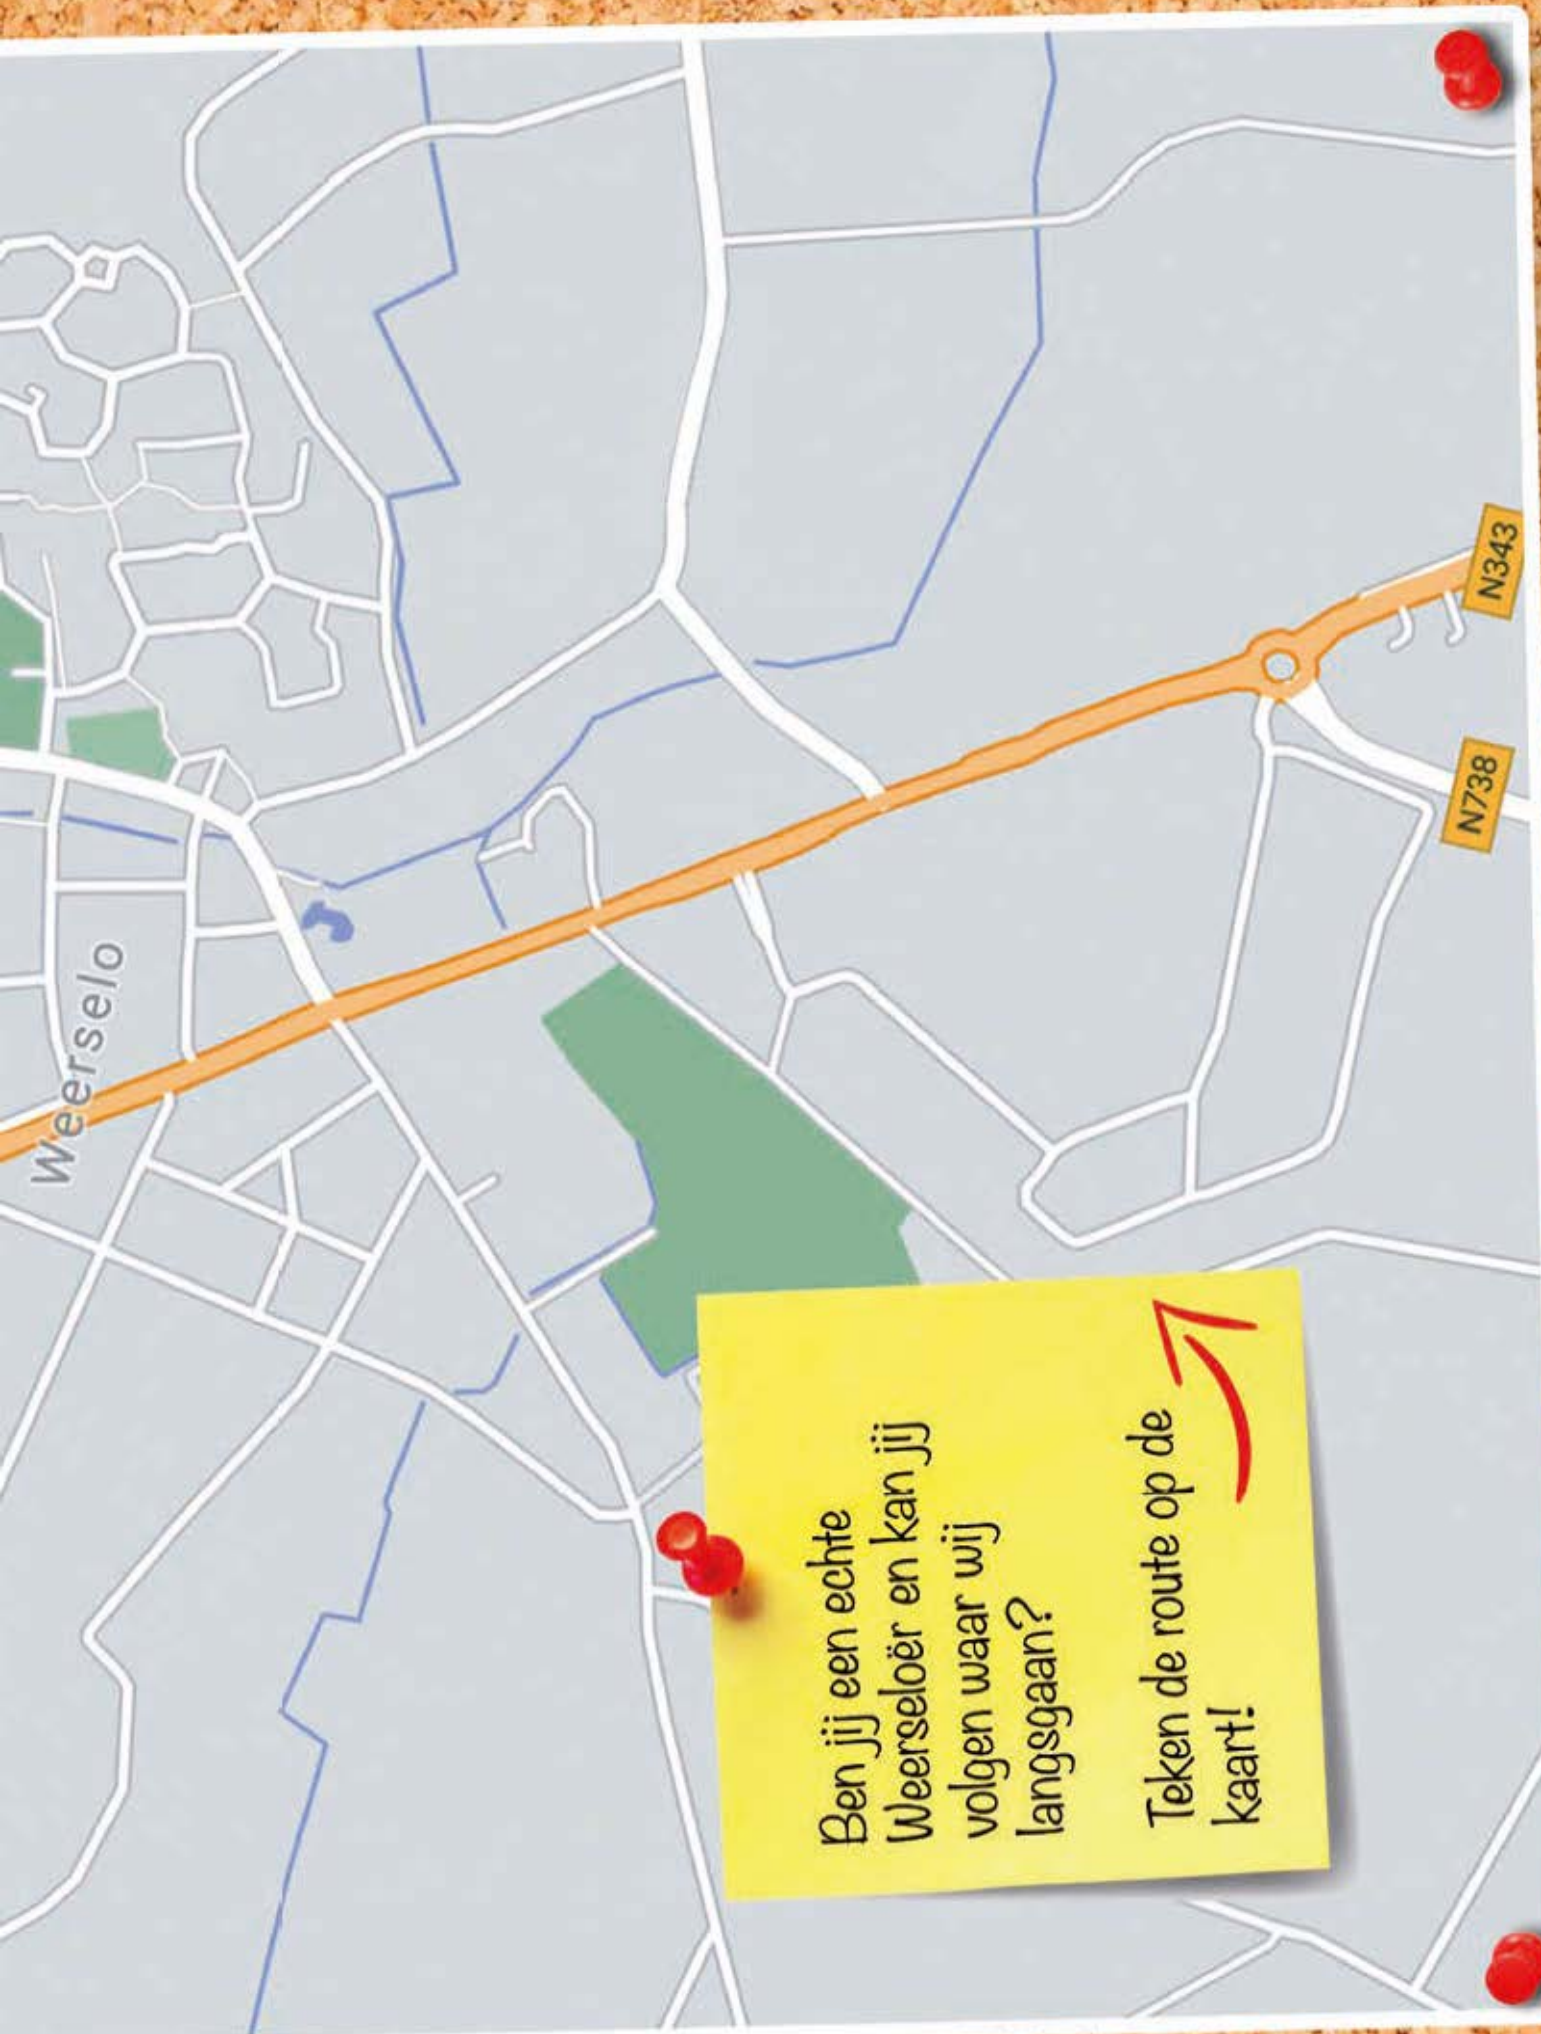 Weerselo
N343
N738
Ben jij een echte
Weerseloër en kan jij
volgen waar wij
langsgaan?
Teken de route op de
kaart!